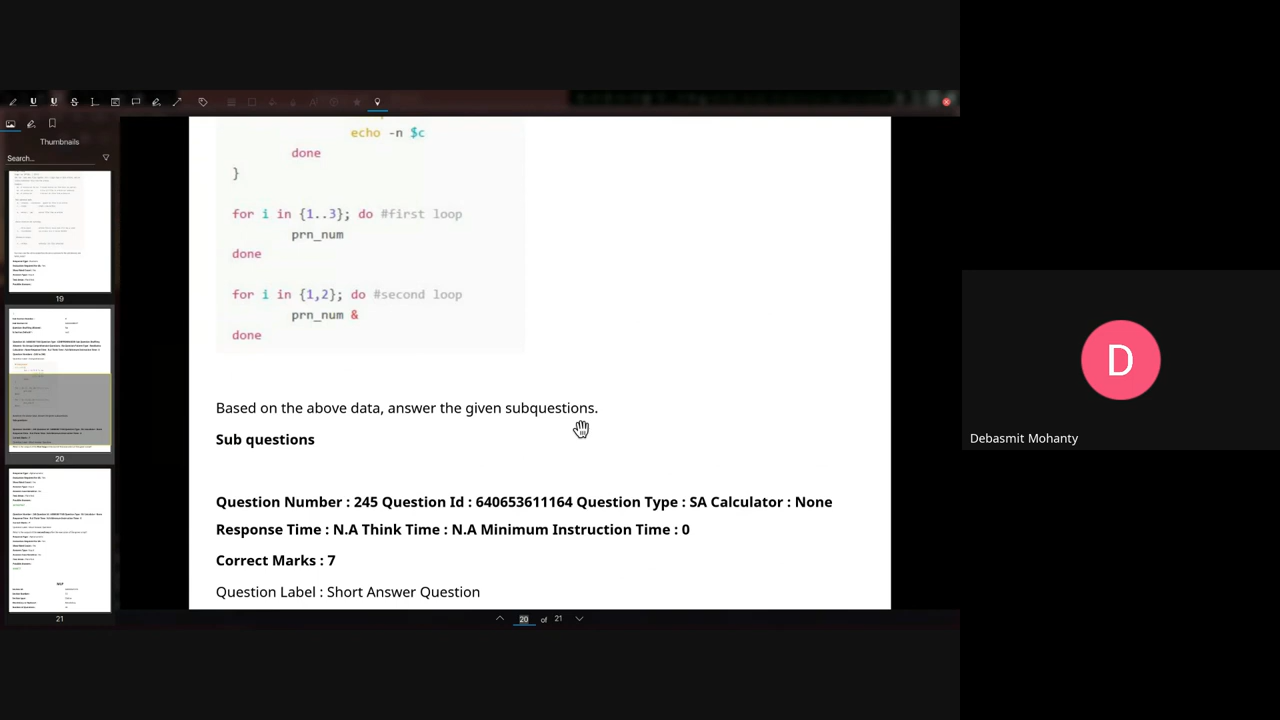 Thumbnails
Search...
19
20
21
echo -n $c
done
}
for i in {1..3}; do #first loop
prn_num
done
for i in {1,2}; do #second loop
prn_num &
done
Based on the above data, answer the given subquestions.
Sub questions
Question Number : 245 Question Id : 640653611164 Question Type : SA Calculator : None
Response Time : N.A Think Time : N.A Minimum Instruction Time : 0
Correct Marks : 7
Question Label : Short Answer Question
20 of 21
D
Debasmit Mohanty